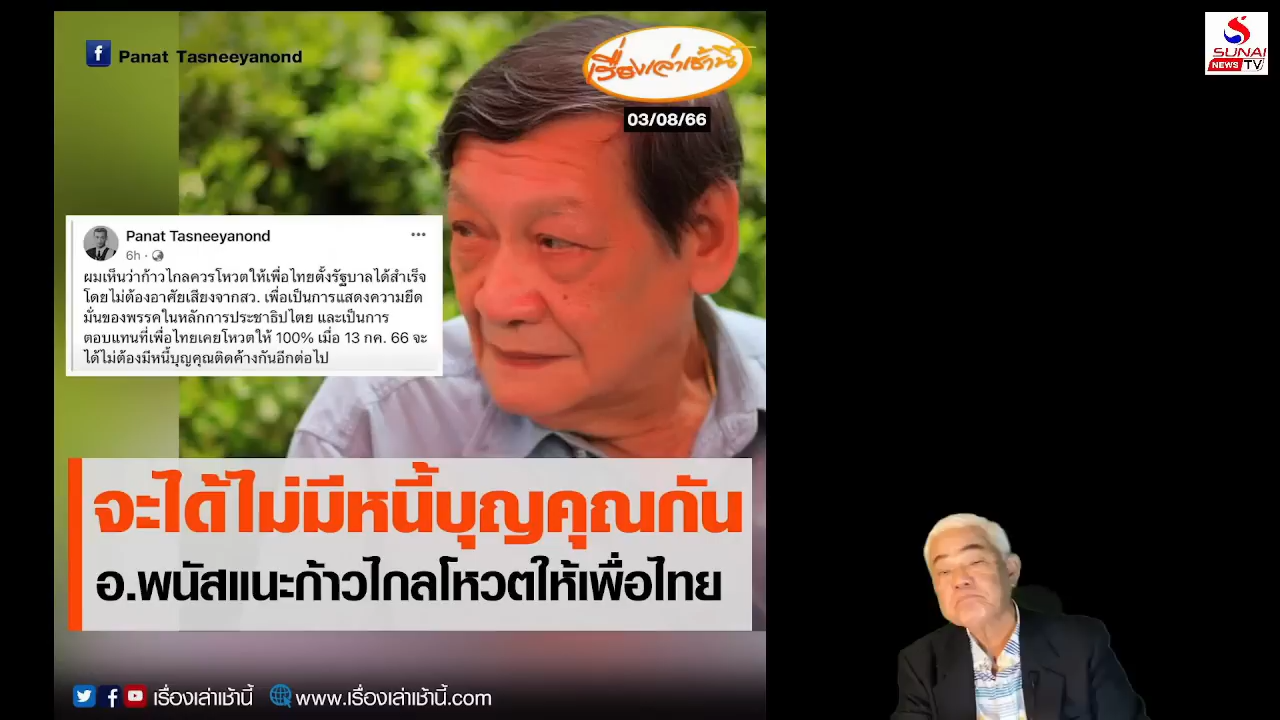 Panat Tasneeyanond
เรื่องเล่าเช้านี้
03/08/66
SUNAI
NEWS TV
Panat Tasneeyanond
6h
ผมเห็นว่าก้าวไกลควรโหวตให้เพื่อไทยตั้งรัฐบาลได้สำเร็จ
โดยไม่ต้องอาศัยเสียงจากสว. เพื่อเป็นการแสดงความยึด
มั่นของพรรคในหลักการประชาธิปไตย และเป็นการ
ตอบแทนที่เพื่อไทยเคยโหวตให้ 100% เมื่อ 13 กค. 66 จะ
ได้ไม่ต้องมีหนี้บุญคุณติดค้างกันอีกต่อไป
จะได้ไม่มีหนี้บุญคุณกัน
อ.พนัสแนะก้าวไกลโหวตให้เพื่อไทย
เรื่องเล่าเช้านี้ www.เรื่องเล่าเช้านี้.com